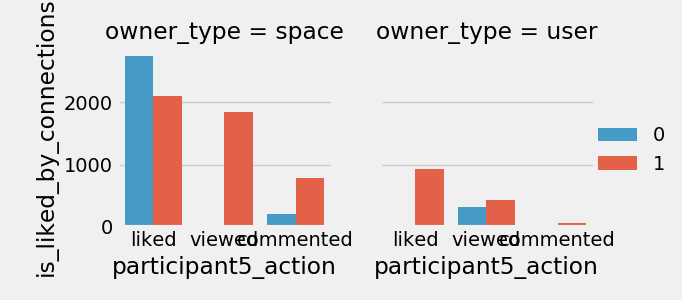 owner_type = space
owner_type = user
is_liked_by_connections
2000
1000
0
liked
viewed
commented
liked
viewed
commented
participant5_action
participant5_action
0
1